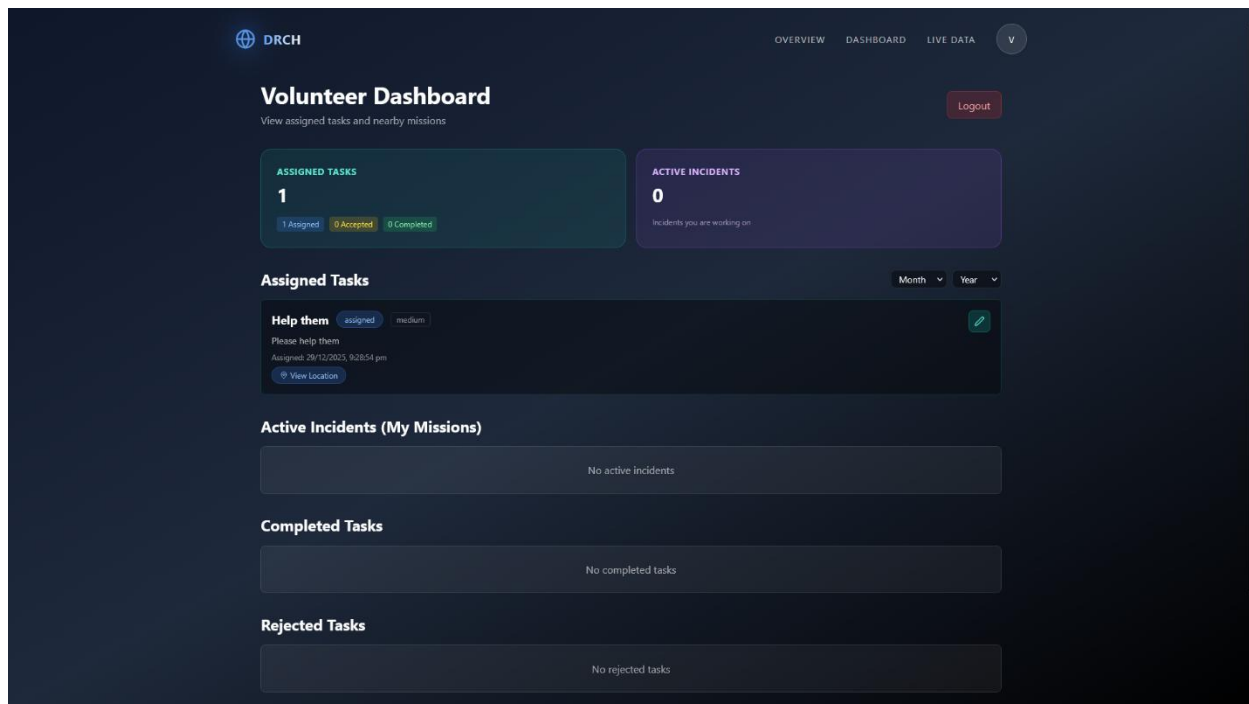 DRCH
OVERVIEW DASHBOARD LIVE DATA V
Volunteer Dashboard
Logout
View assigned tasks and nearby missions
ASSIGNED TASKS
1
1 Assigned 0 Accepted 0 Completed
ACTIVE INCIDENTS
0
Incidents you are working on
Assigned Tasks
Month Year
Help them assigned medium
Please help them
Assigned: 29/12/2025, 9:28:54 pm
View Location
Active Incidents (My Missions)
No active incidents
Completed Tasks
No completed tasks
Rejected Tasks
No rejected tasks